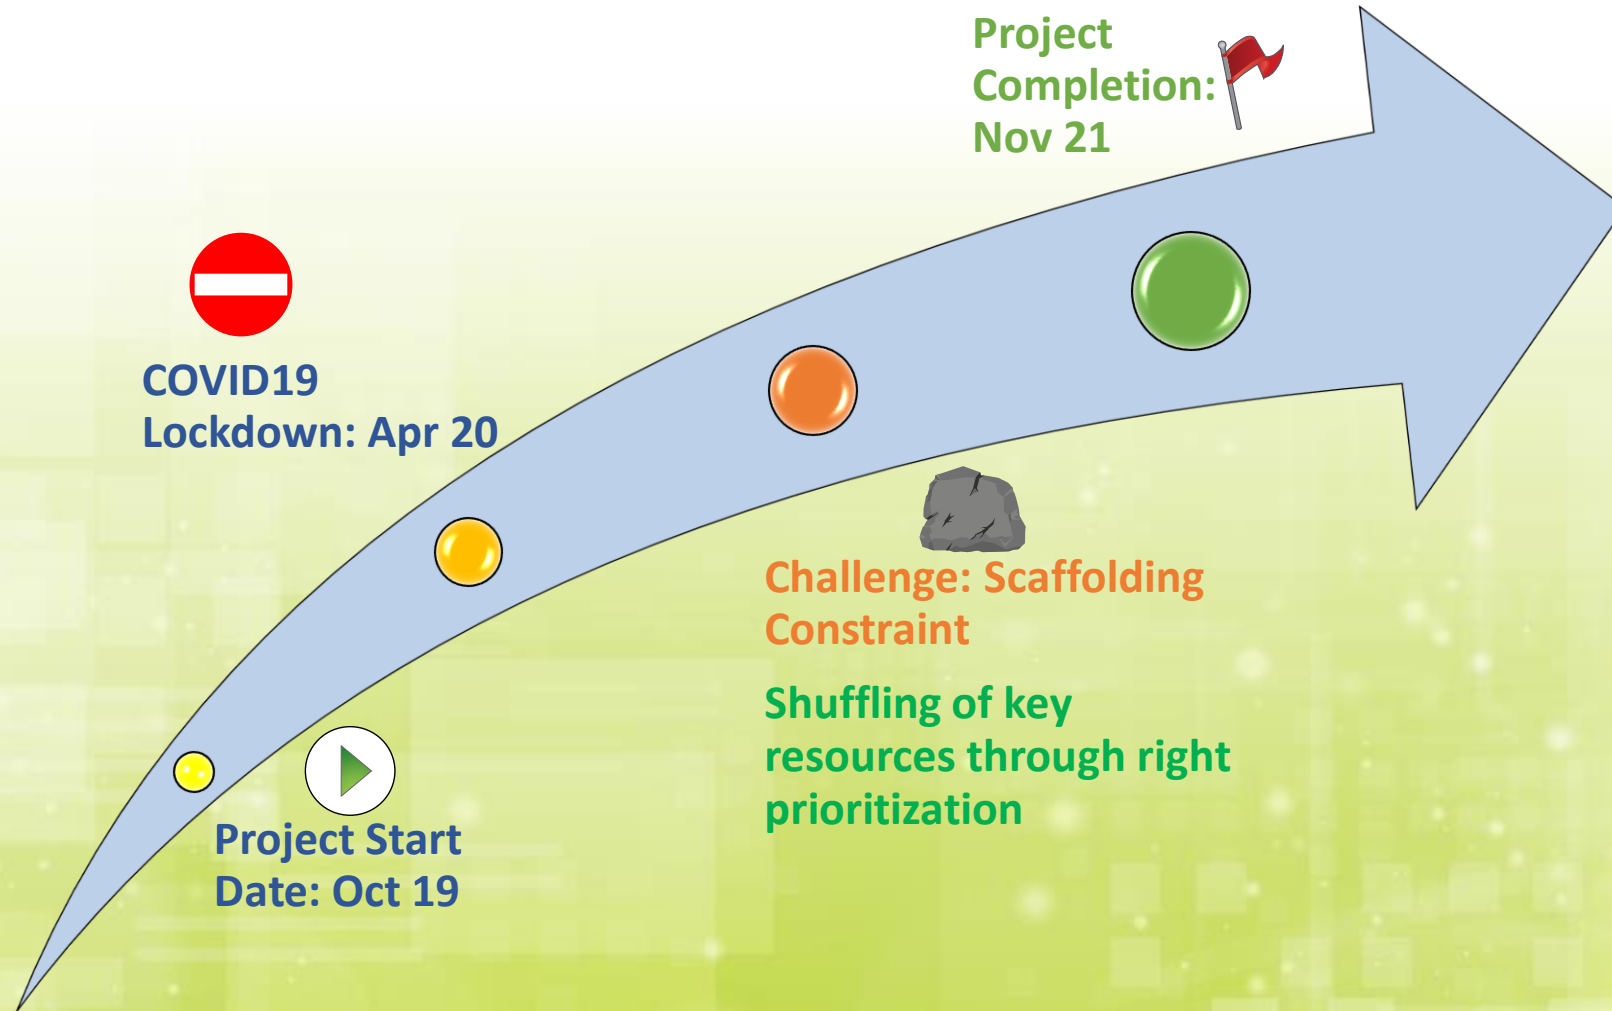 Project
Completion:
Nov 21
COVID19
Lockdown: Apr 20
Challenge: Scaffolding
Constraint
Shuffling of key
resources through right
prioritization
Project Start
Date: Oct 19